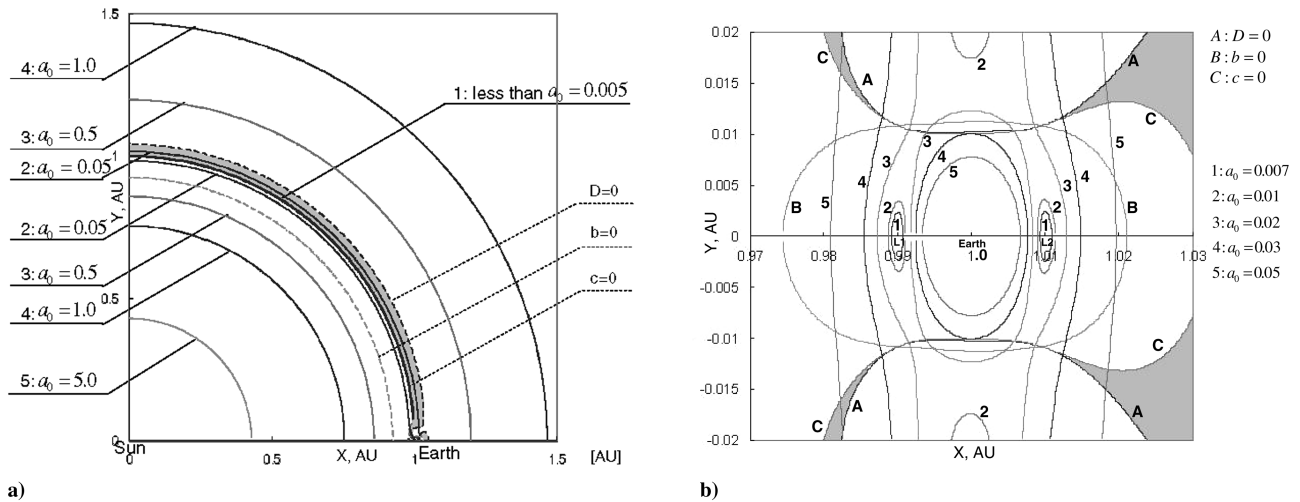 1.5
4: a₀ = 1.0
1: less than a₀ = 0.005
3: a₀ = 0.5
1
2: a₀ = 0.05
Y, AU
D=0
2: a₀ = 0.05
b=0
3: a₀ = 0.5
c=0
0.5
4: a₀ = 1.0
5: a₀ = 5.0
0
Sun
Earth
0
0.5
X, AU
1
1.5
[AU]
a)
0.02
0.015
0.01
0.005
0
-0.005
-0.01
-0.015
-0.02
Y, AU
C
A
2
A
C
3
4
5
3
4
5
B
5
2
2
3
4
B
1
L1
Earth
1
L2
0.97
0.98
0.99
1.0
1.01
1.02
1.03
C
A
C
2
A
X, AU
A : D = 0
B : b = 0
C : c = 0
1: a₀ = 0.007
2: a₀ = 0.01
3: a₀ = 0.02
4: a₀ = 0.03
5: a₀ = 0.05
b)